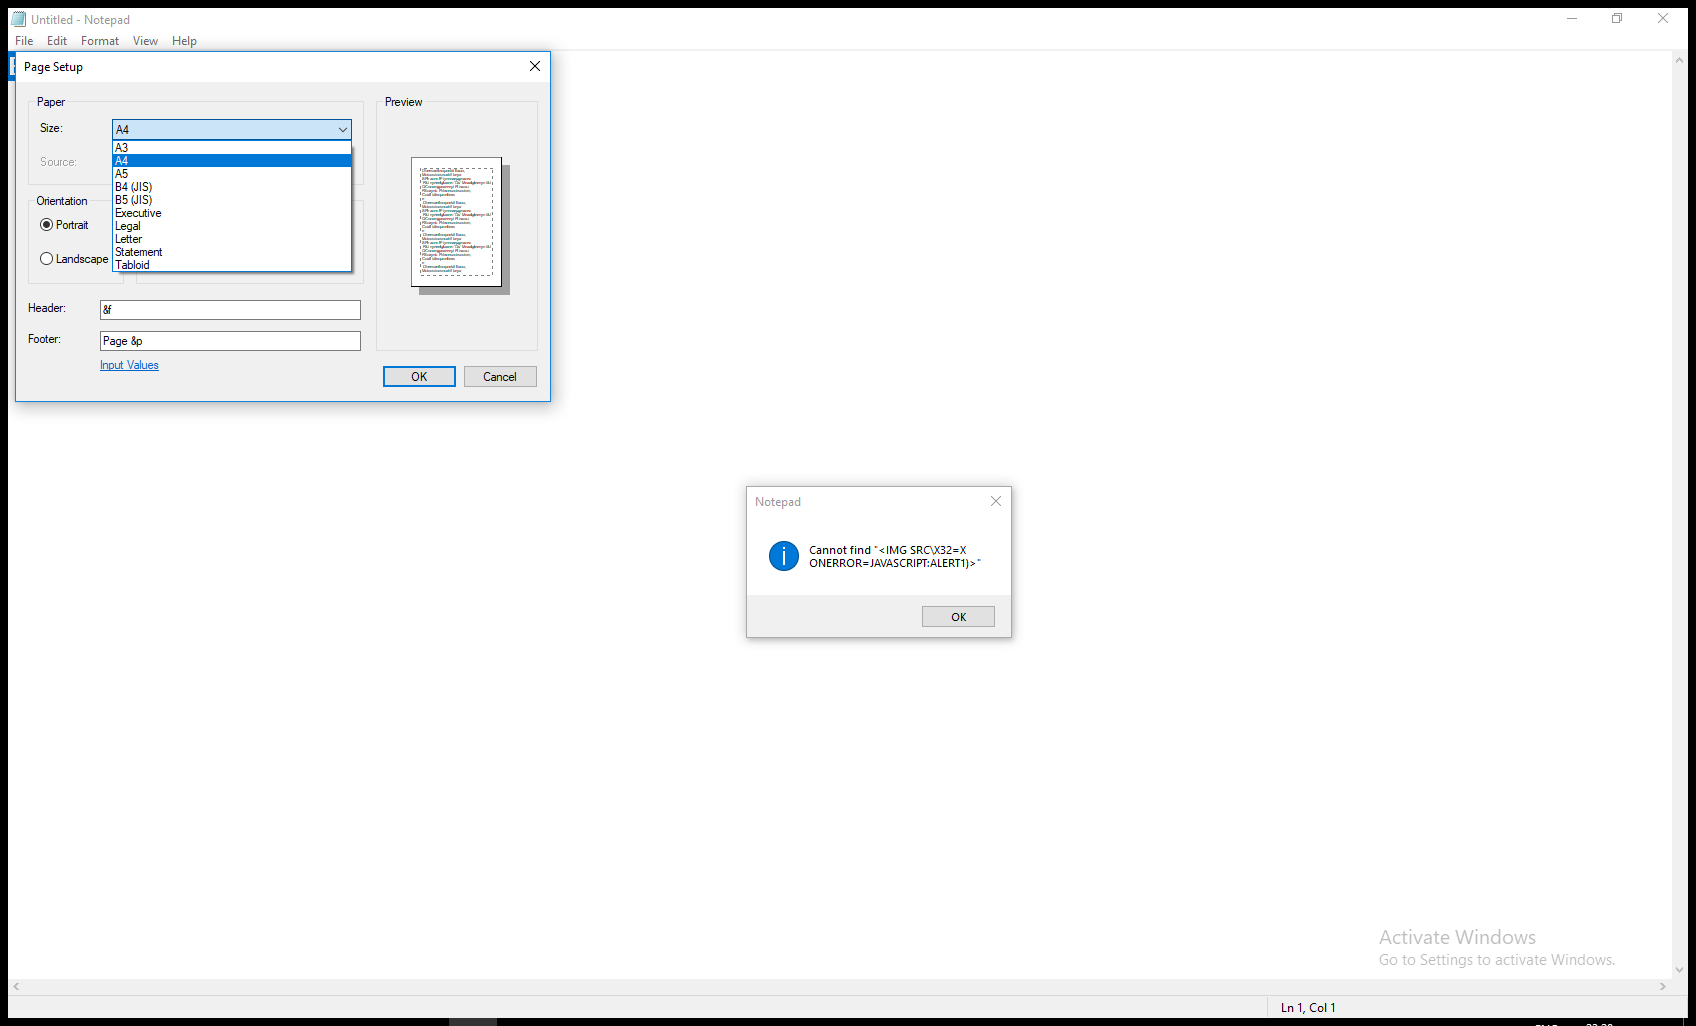 Untitled - Notepad
File Edit Format View Help
Page Setup
Paper
Size:
A4
A3
A4
A5
B4 (JIS)
B5 (JIS)
Executive
Legal
Letter
Statement
Tabloid
Source:
Orientation
Portrait
Landscape
Header:
&f
Footer:
Page &p
Input Values
Preview
OK
Cancel
Notepad
Cannot find "<IMG SRC\X32=X
ONERROR=JAVASCRIPT:ALERT1)>"
OK
Activate Windows
Go to Settings to activate Windows.
Ln 1, Col 1